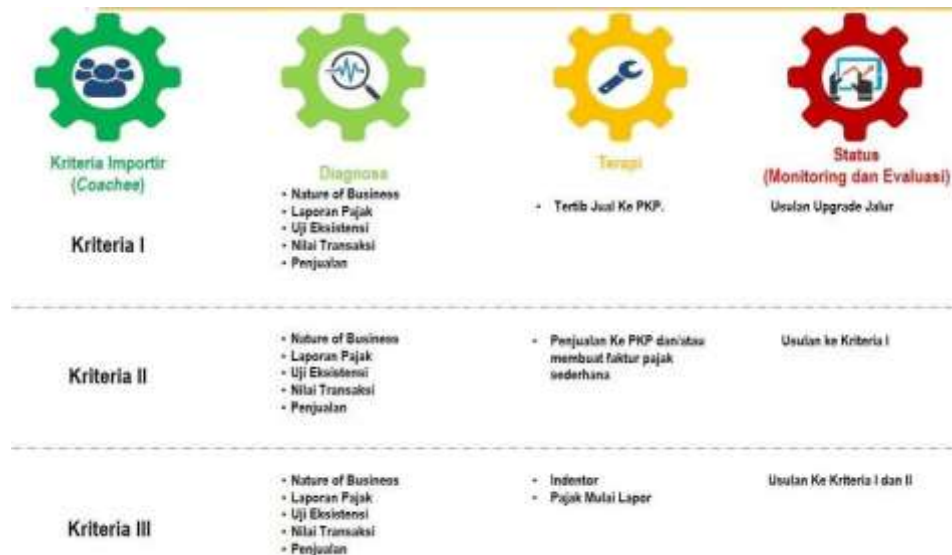 Kriteria Importir
(Coachee)
Diagnosa
Terapi
Status
(Monitoring dan Evaluasi)
Kriteria I
• Nature of Business
• Laporan Pajak
• Uji Eksistensi
• Nilai Transaksi
• Penjualan
• Tertib Jual Ke PKP.
Usulan Upgrade Jalur
Kriteria II
• Nature of Business
• Laporan Pajak
• Uji Eksistensi
• Nilai Transaksi
• Penjualan
• Penjualan Ke PKP dan/atau
membuat faktur pajak
sederhana
Usulan ke Kriteria I
Kriteria III
• Nature of Business
• Laporan Pajak
• Uji Eksistensi
• Nilai Transaksi
• Penjualan
• Indentor
• Pajak Mulai Lapor
Usulan Ke Kriteria I dan II